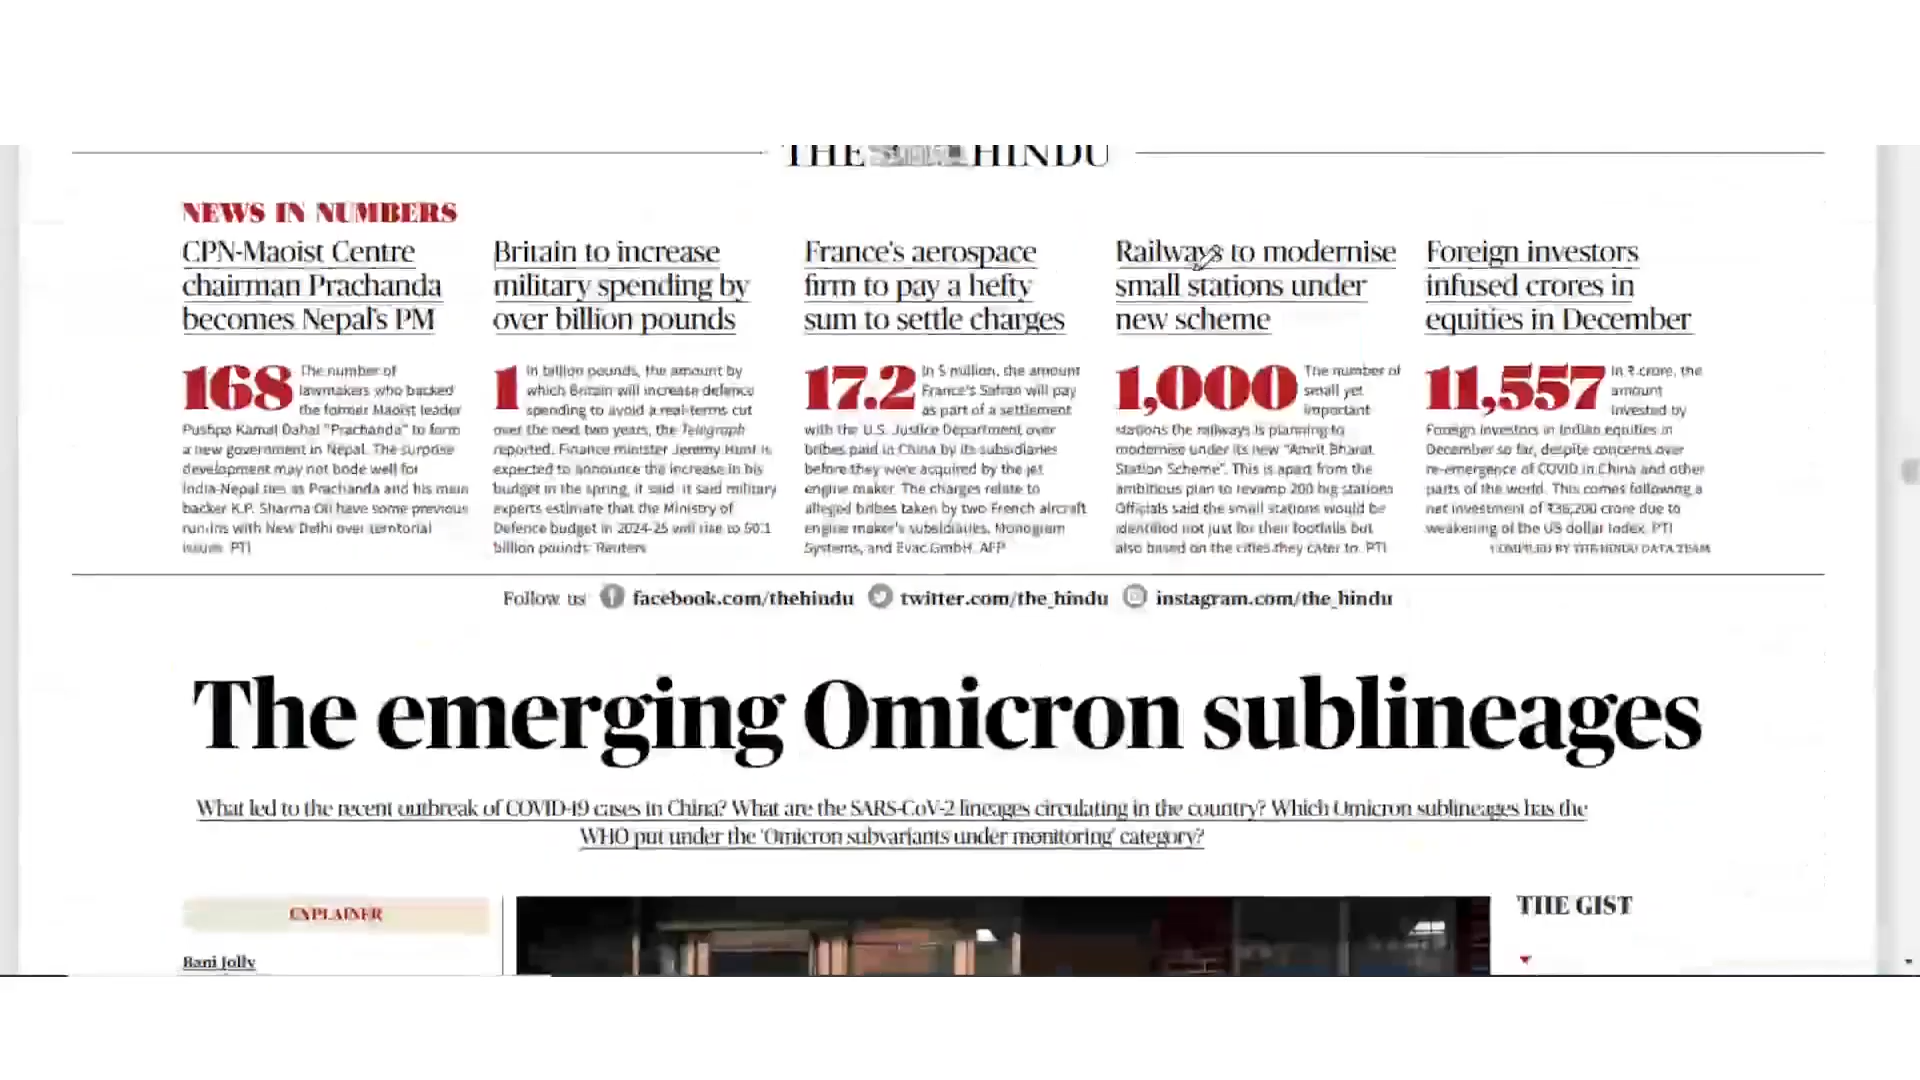 THE HINDU
NEWS IN NUMBERS
CPN-Maoist Centre
chairman Prachanda
becomes Nepal's PM
168 The number of
lawmakers who backed
the former Maoist leader
Pushpa Kamal Dahal "Prachanda" to form
a new government in Nepal. The surprise
development may not bode well for
India-Nepal ties as Prachanda and his main
backer K.P. Sharma Oli have some previous
run-ins with New Delhi over territorial
issues. PTI
Britain to increase
military spending by
over billion pounds
1 In billion pounds, the amount by
which Britain will increase defence
spending to avoid a real-terms cut
over the next two years, the Telegraph
reported. Finance minister Jeremy Hunt is
expected to announce the increase in his
budget in the spring, it said. It said military
experts estimate that the Ministry of
Defence budget in 2024-25 will rise to 50.1
billion pounds. Reuters
France's aerospace
firm to pay a hefty
sum to settle charges
17.2 In $ million, the amount
France's Safran will pay
as part of a settlement
with the U.S. Justice Department over
bribes paid in China by its subsidiaries
before they were acquired by the jet
engine maker. The charges relate to
alleged bribes taken by two French aircraft
engine maker's subsidiaries, Monogram
Systems, and Evac GmbH. AFP
Railways to modernise
small stations under
new scheme
1,000 The number of
small yet
important
stations the railways is planning to
modernise under its new "Amrit Bharat
Station Scheme". This is apart from the
ambitious plan to revamp 200 big stations.
Officials said the small stations would be
identified not just for their footfalls but
also based on the cities they cater to. PTI
Foreign investors
infused crores in
equities in December
11,557 In ₹ crore, the
amount
invested by
Foreign investors in Indian equities in
December so far, despite concerns over
re-emergence of COVID in China and other
parts of the world. This comes following a
net investment of ₹36,200 crore due to
weakening of the US dollar index. PTI
COMPILED BY THE HINDU DATA TEAM
Follow us facebook.com/thehindu twitter.com/the_hindu instagram.com/the_hindu
The emerging Omicron sublineages
What led to the recent outbreak of COVID-19 cases in China? What are the SARS-CoV-2 lineages circulating in the country? Which Omicron sublineages has the
WHO put under the 'Omicron subvariants under monitoring' category?
EXPLAINER
Bani Jolly
THE GIST